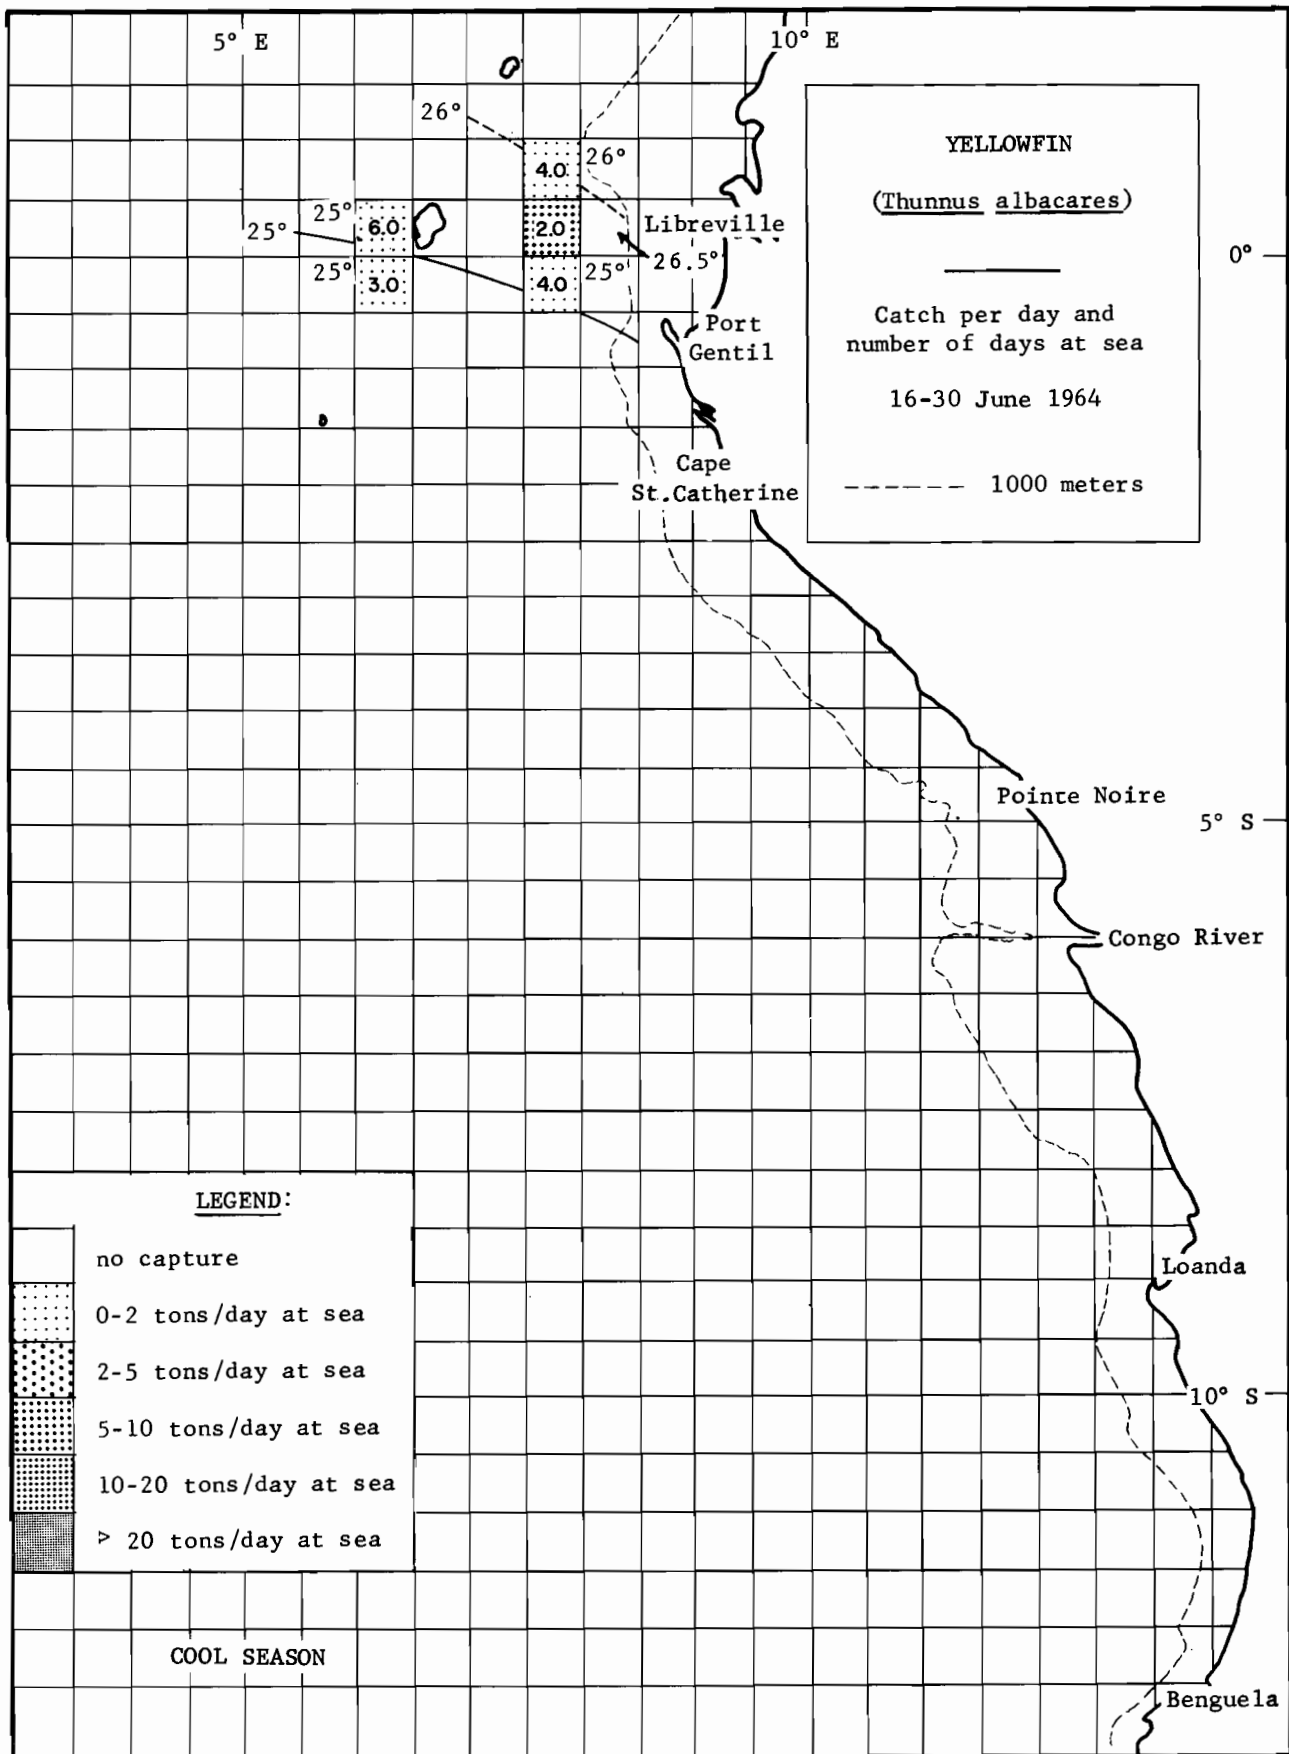 5° E
10° E
26°
4.0
26°
25°
6.0
25°
2.0
Libreville
26.5°
25°
3.0
4.0
25°
0°
Port
Gentil
Cape
St.Catherine
YELLOWFIN
(Thunnus albacares)
Catch per day and
number of days at sea
16-30 June 1964
1000 meters
Pointe Noire
5° S
Congo River
Loanda
10° S
Benguela
LEGEND:
no capture
0-2 tons/day at sea
2-5 tons/day at sea
5-10 tons/day at sea
10-20 tons/day at sea
> 20 tons/day at sea
COOL SEASON